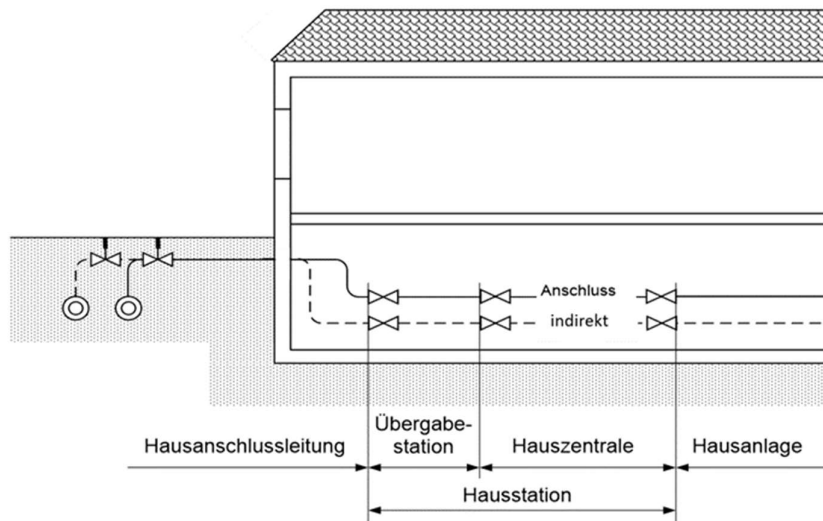 Anschluss
indirekt
Hausanschlussleitung
Übergabe-
station
Hauszentrale
Hausanlage
Hausstation